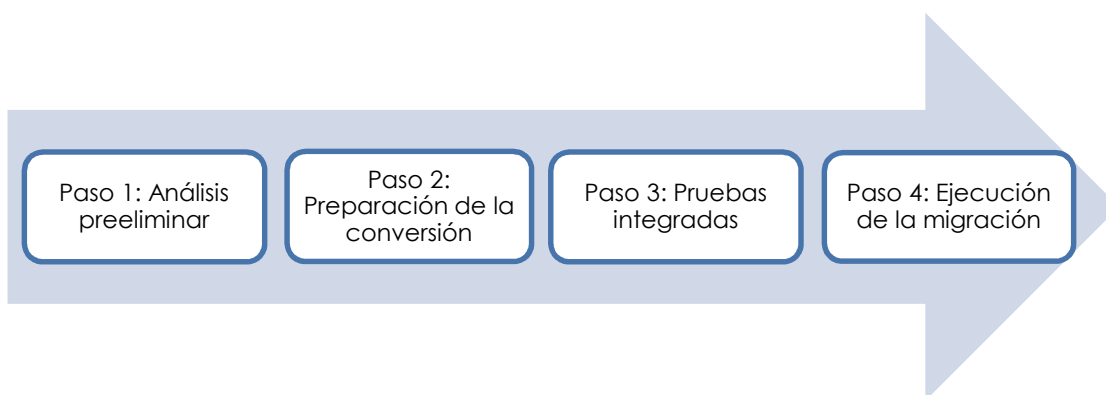 Paso 1: Análisis
preeliminar
Paso 2:
Preparación de la
conversión
Paso 3: Pruebas
integradas
Paso 4: Ejecución
de la migración